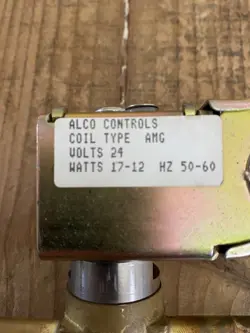 ALCO CONTROLS
COIL TYPE AMG
VOLTS 24
WATTS 17-12 HZ 50-60